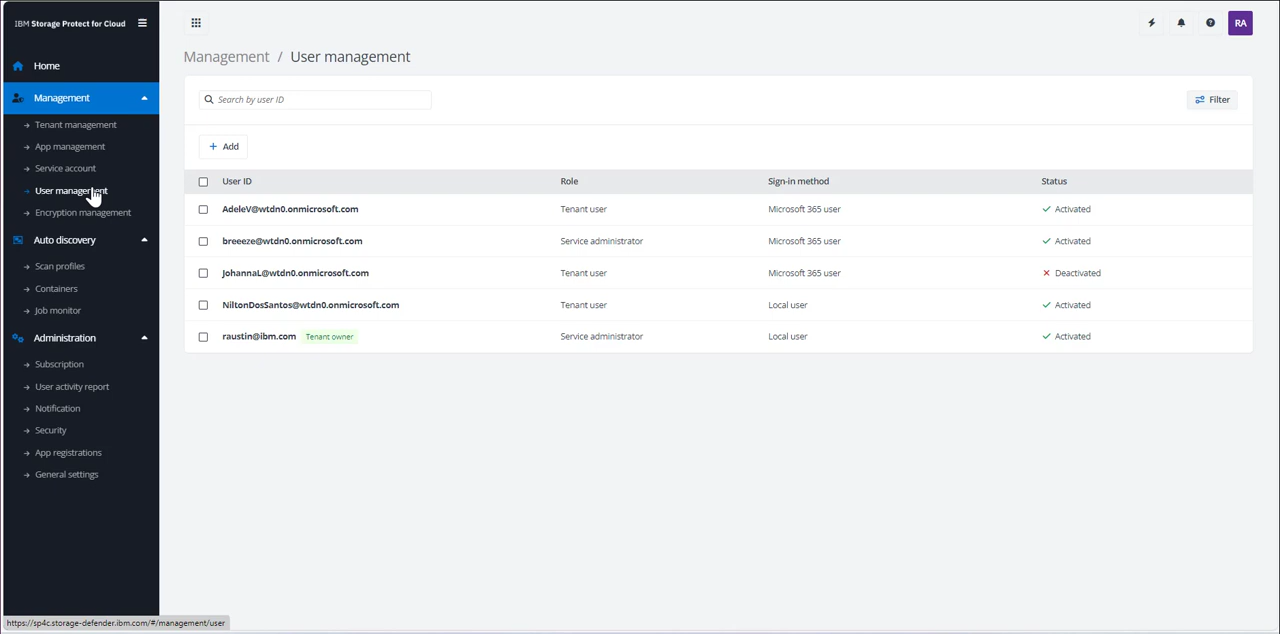 IBM Storage Protect for Cloud
RA
Home
Management / User management
Management
Search by user ID
Filter
Tenant management
App management
Add
Service account
User ID Role Sign-in method Status
User management
AdeleV@wtdn0.onmicrosoft.com Tenant user Microsoft 365 user Activated
Encryption management
breeeze@wtdn0.onmicrosoft.com Service administrator Microsoft 365 user Activated
Auto discovery
Scan profiles
JohannaL@wtdn0.onmicrosoft.com Tenant user Microsoft 365 user Deactivated
Containers
NiltonDosSantos@wtdn0.onmicrosoft.com Tenant user Local user Activated
Job monitor
raustin@ibm.com Tenant owner Service administrator Local user Activated
Administration
Subscription
User activity report
Notification
Security
App registrations
General settings
https://sp4c.storage-defender.ibm.com/#/management/user